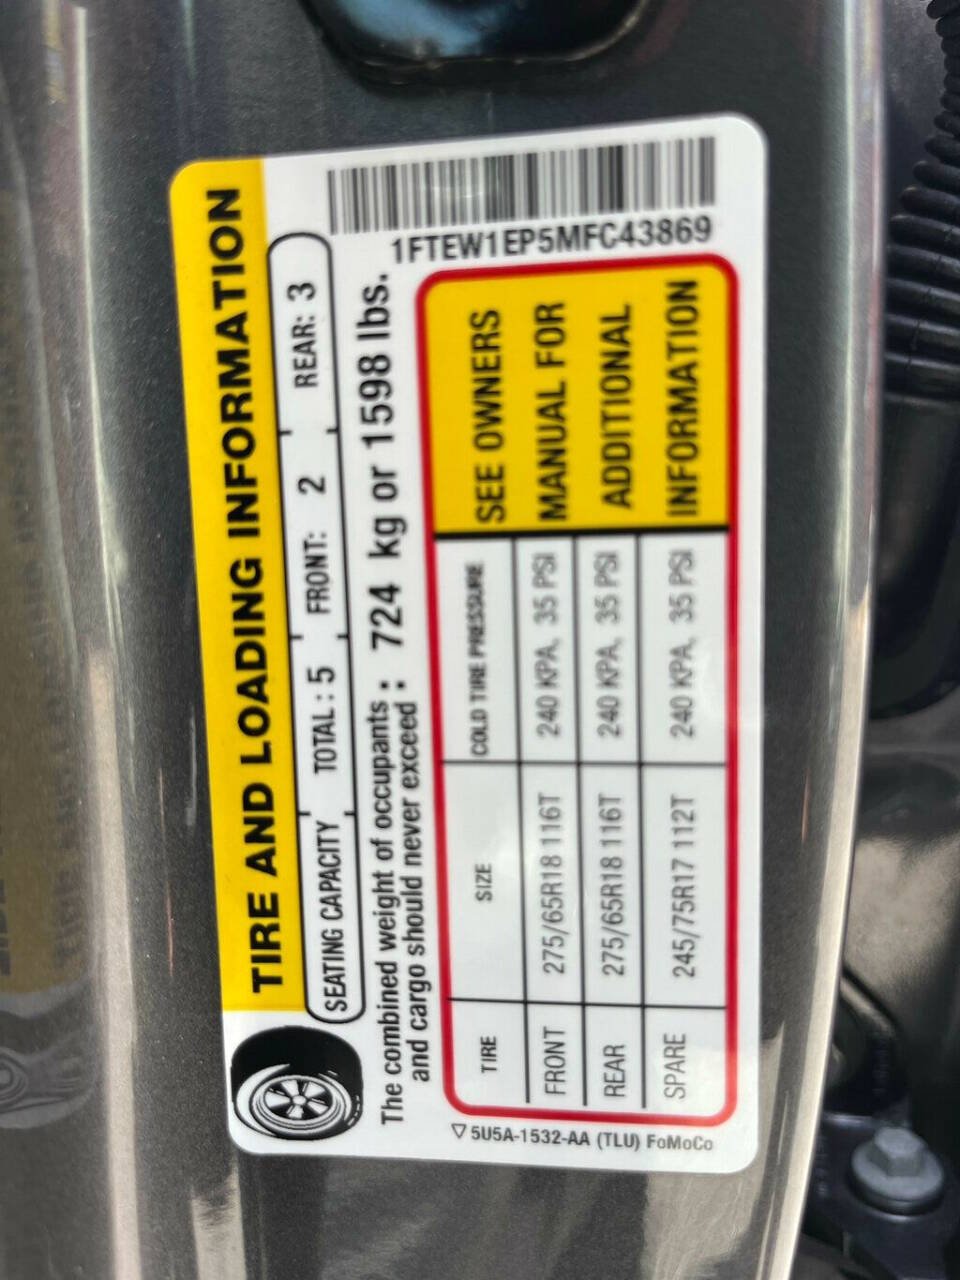 TIRE AND LOADING INFORMATION
SEATING CAPACITY TOTAL : 5 FRONT: 2 REAR: 3
The combined weight of occupants : 724 kg or 1598 lbs.
and cargo should never exceed :
1FTEW1EP5MFC43869
TIRE SIZE COLD TIRE PRESSURE
FRONT 275/65R18 116T 240 KPA, 35 PSI
REAR 275/65R18 116T 240 KPA, 35 PSI
SPARE 245/75R17 112T 240 KPA, 35 PSI
SEE OWNERS
MANUAL FOR
ADDITIONAL
INFORMATION
5U5A-1532-AA (TLU) FoMoCo